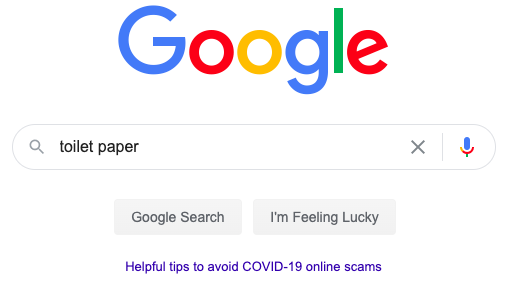 Google
toilet paper
Google Search
I'm Feeling Lucky
Helpful tips to avoid COVID-19 online scams